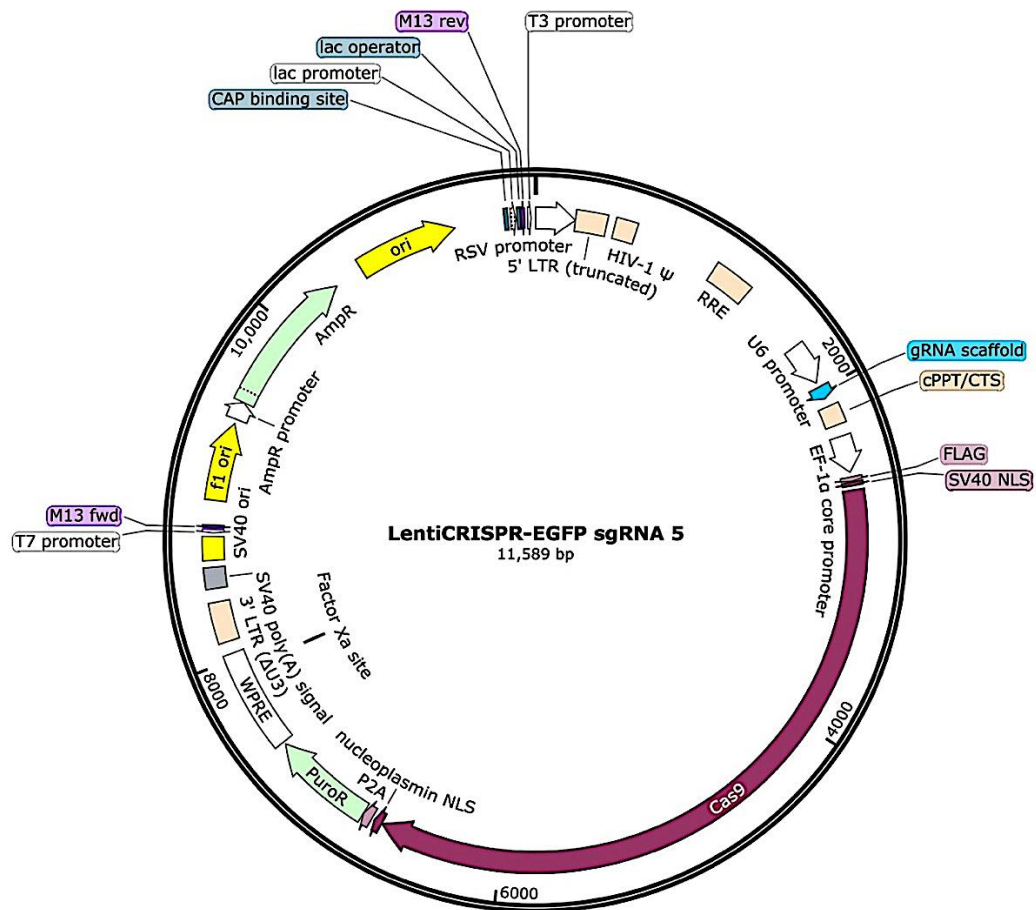 M13 rev
T3 promoter
lac operator
lac promoter
CAP binding site
ori
RSV promoter
5' LTR (truncated)
HIV-1 Ψ
RRE
10,000
AmpR
2000
U6 promoter
gRNA scaffold
cPPT/CTS
AmpR promoter
EF-1α core promoter
f1 ori
FLAG
SV40 NLS
M13 fwd
T7 promoter
SV40 ori
LentiCRISPR-EGFP sgRNA 5
11,589 bp
SV40 poly(A) signal
Factor Xa site
3' LTR (ΔU3)
8000
WPRE
4000
nucleoplasmin NLS
P2A
PuroR
Cas9
6000